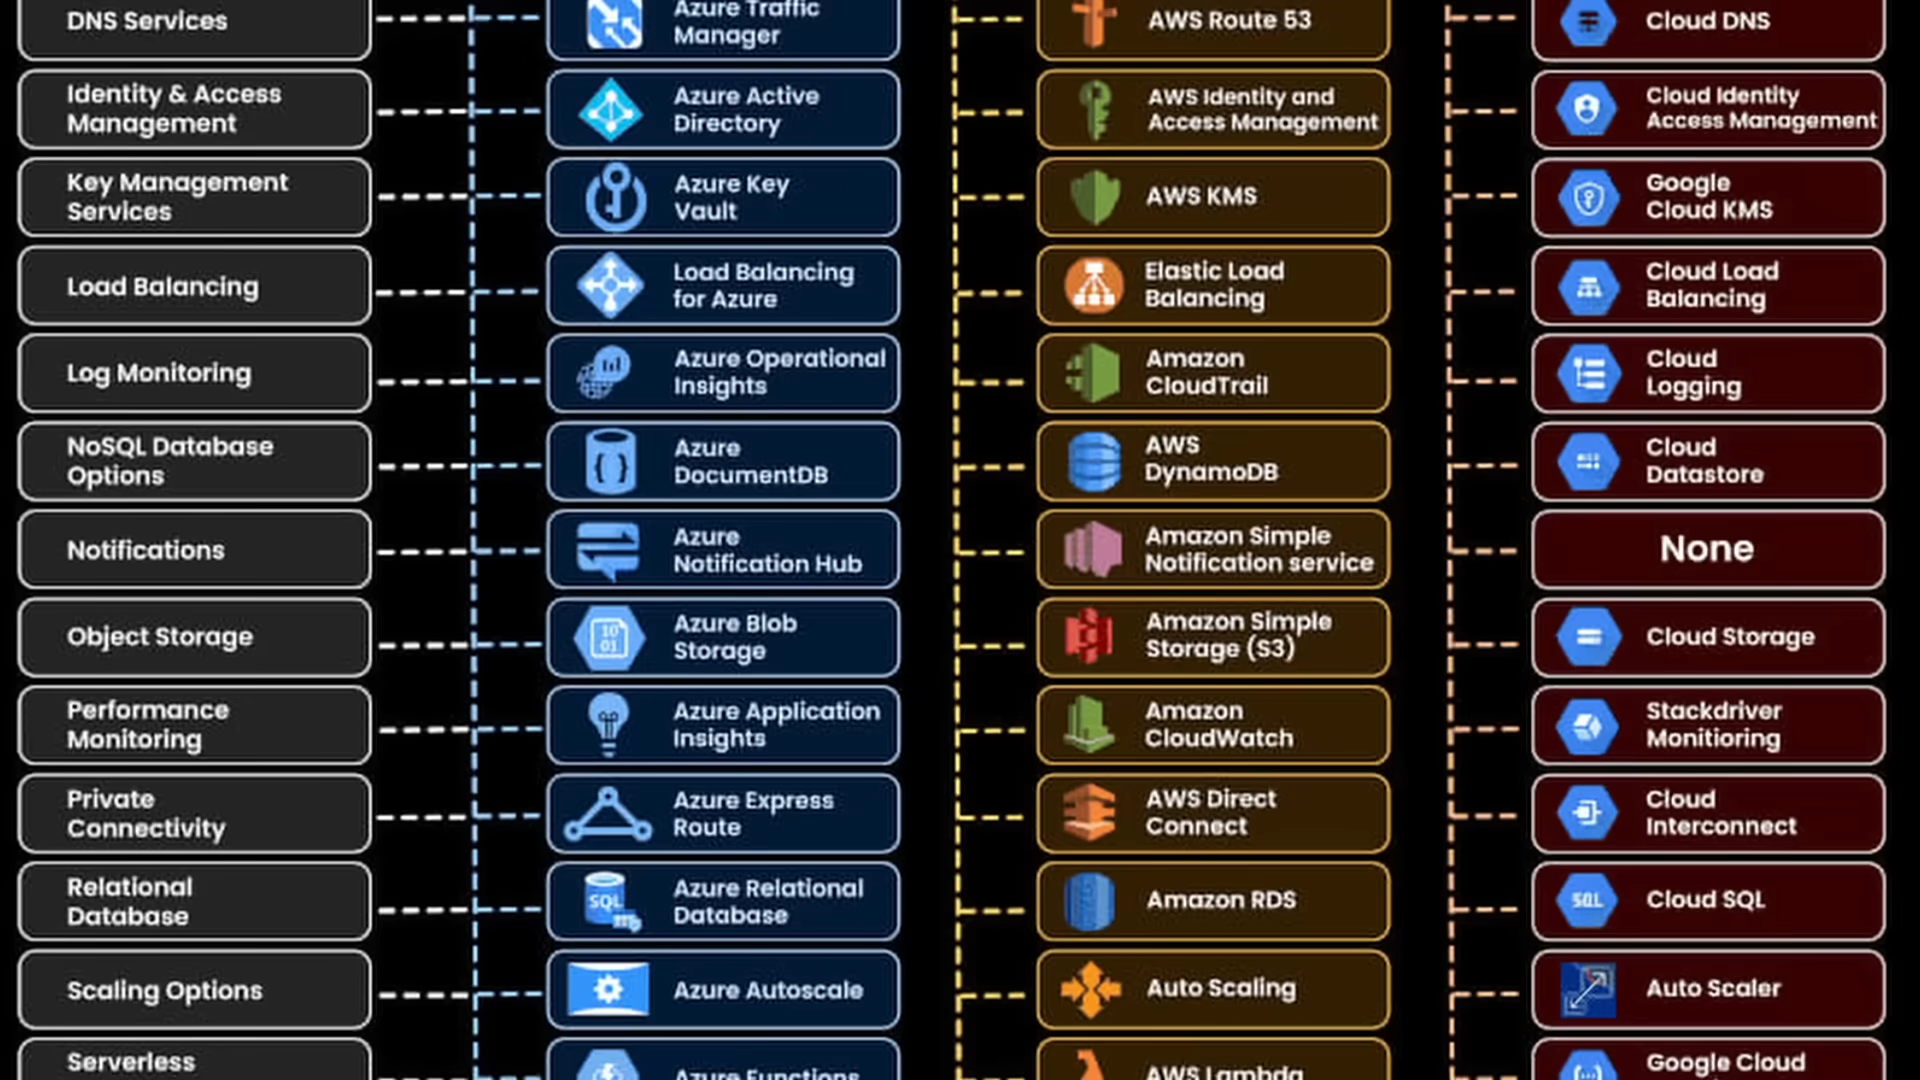 DNS Services
Azure Traffic
Manager
AWS Route 53
Cloud DNS
Identity & Access
Management
Azure Active
Directory
AWS Identity and
Access Management
Cloud Identity
Access Management
Key Management
Services
Azure Key
Vault
AWS KMS
Google
Cloud KMS
Load Balancing
Load Balancing
for Azure
Elastic Load
Balancing
Cloud Load
Balancing
Log Monitoring
Azure Operational
Insights
Amazon
CloudTrail
Cloud
Logging
NoSQL Database
Options
Azure
DocumentDB
AWS
DynamoDB
Cloud
Datastore
Notifications
Azure
Notification Hub
Amazon Simple
Notification service
None
Object Storage
10
01
Azure Blob
Storage
Amazon Simple
Storage (S3)
Cloud Storage
Performance
Monitoring
Azure Application
Insights
Amazon
CloudWatch
Stackdriver
Monitioring
Private
Connectivity
Azure Express
Route
AWS Direct
Connect
Cloud
Interconnect
Relational
Database
SQL
Azure Relational
Database
Amazon RDS
SQL
Cloud SQL
Scaling Options
Azure Autoscale
Auto Scaling
Auto Scaler
Serverless
Azure Functions
AWS Lambda
Google Cloud